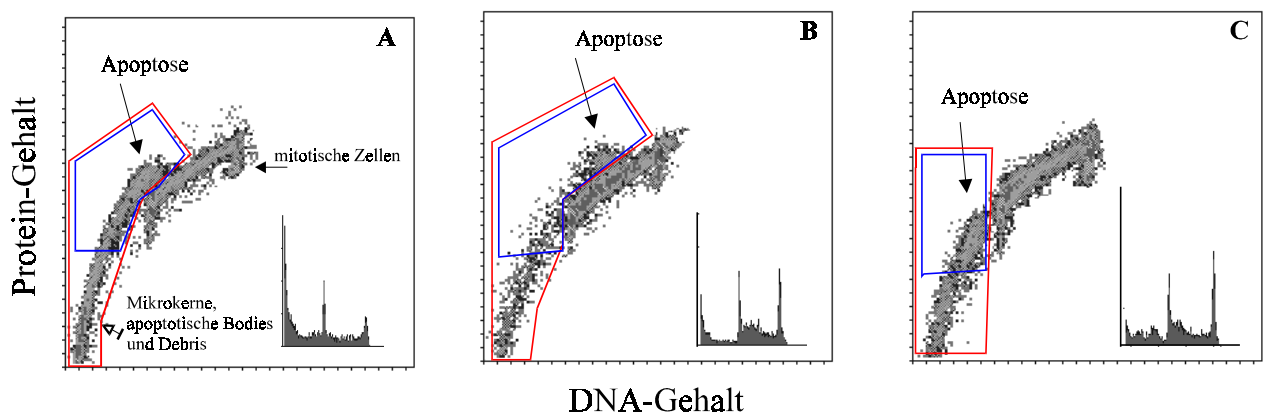 A
Apoptose
mitotische Zellen
Mikrokerne,
apoptotische Bodies
und Debris
B
Apoptose
C
Apoptose
Protein-Gehalt
DNA-Gehalt